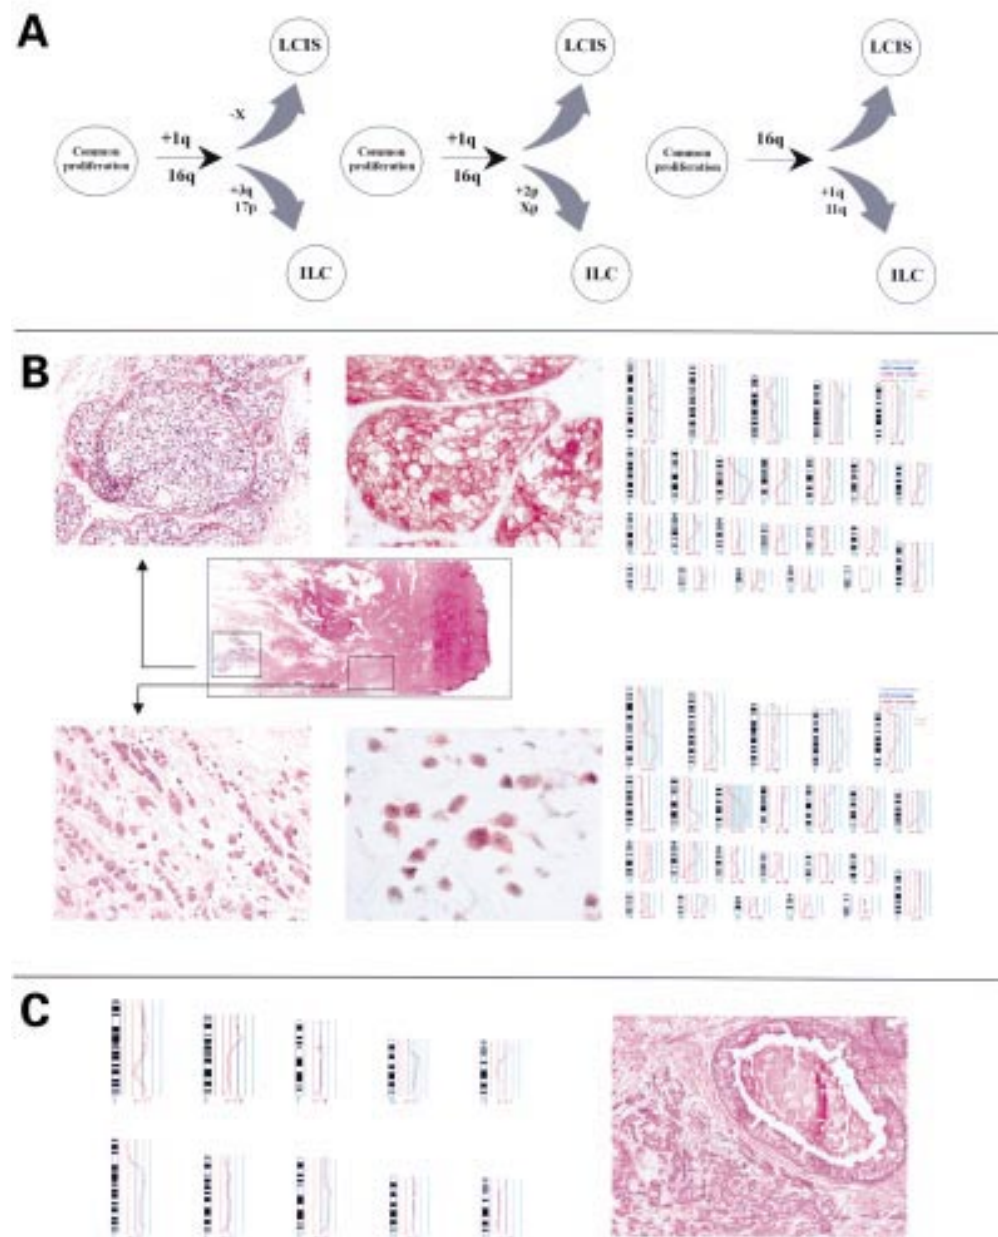 A
LCIS
LCIS
LCIS
-X
Common
proliferation
+1q
16q
Common
proliferation
+1q
16q
Common
proliferation
16q
+3q
17p
+2p
Xp
+1q
11q
ILC
ILC
ILC
B
C